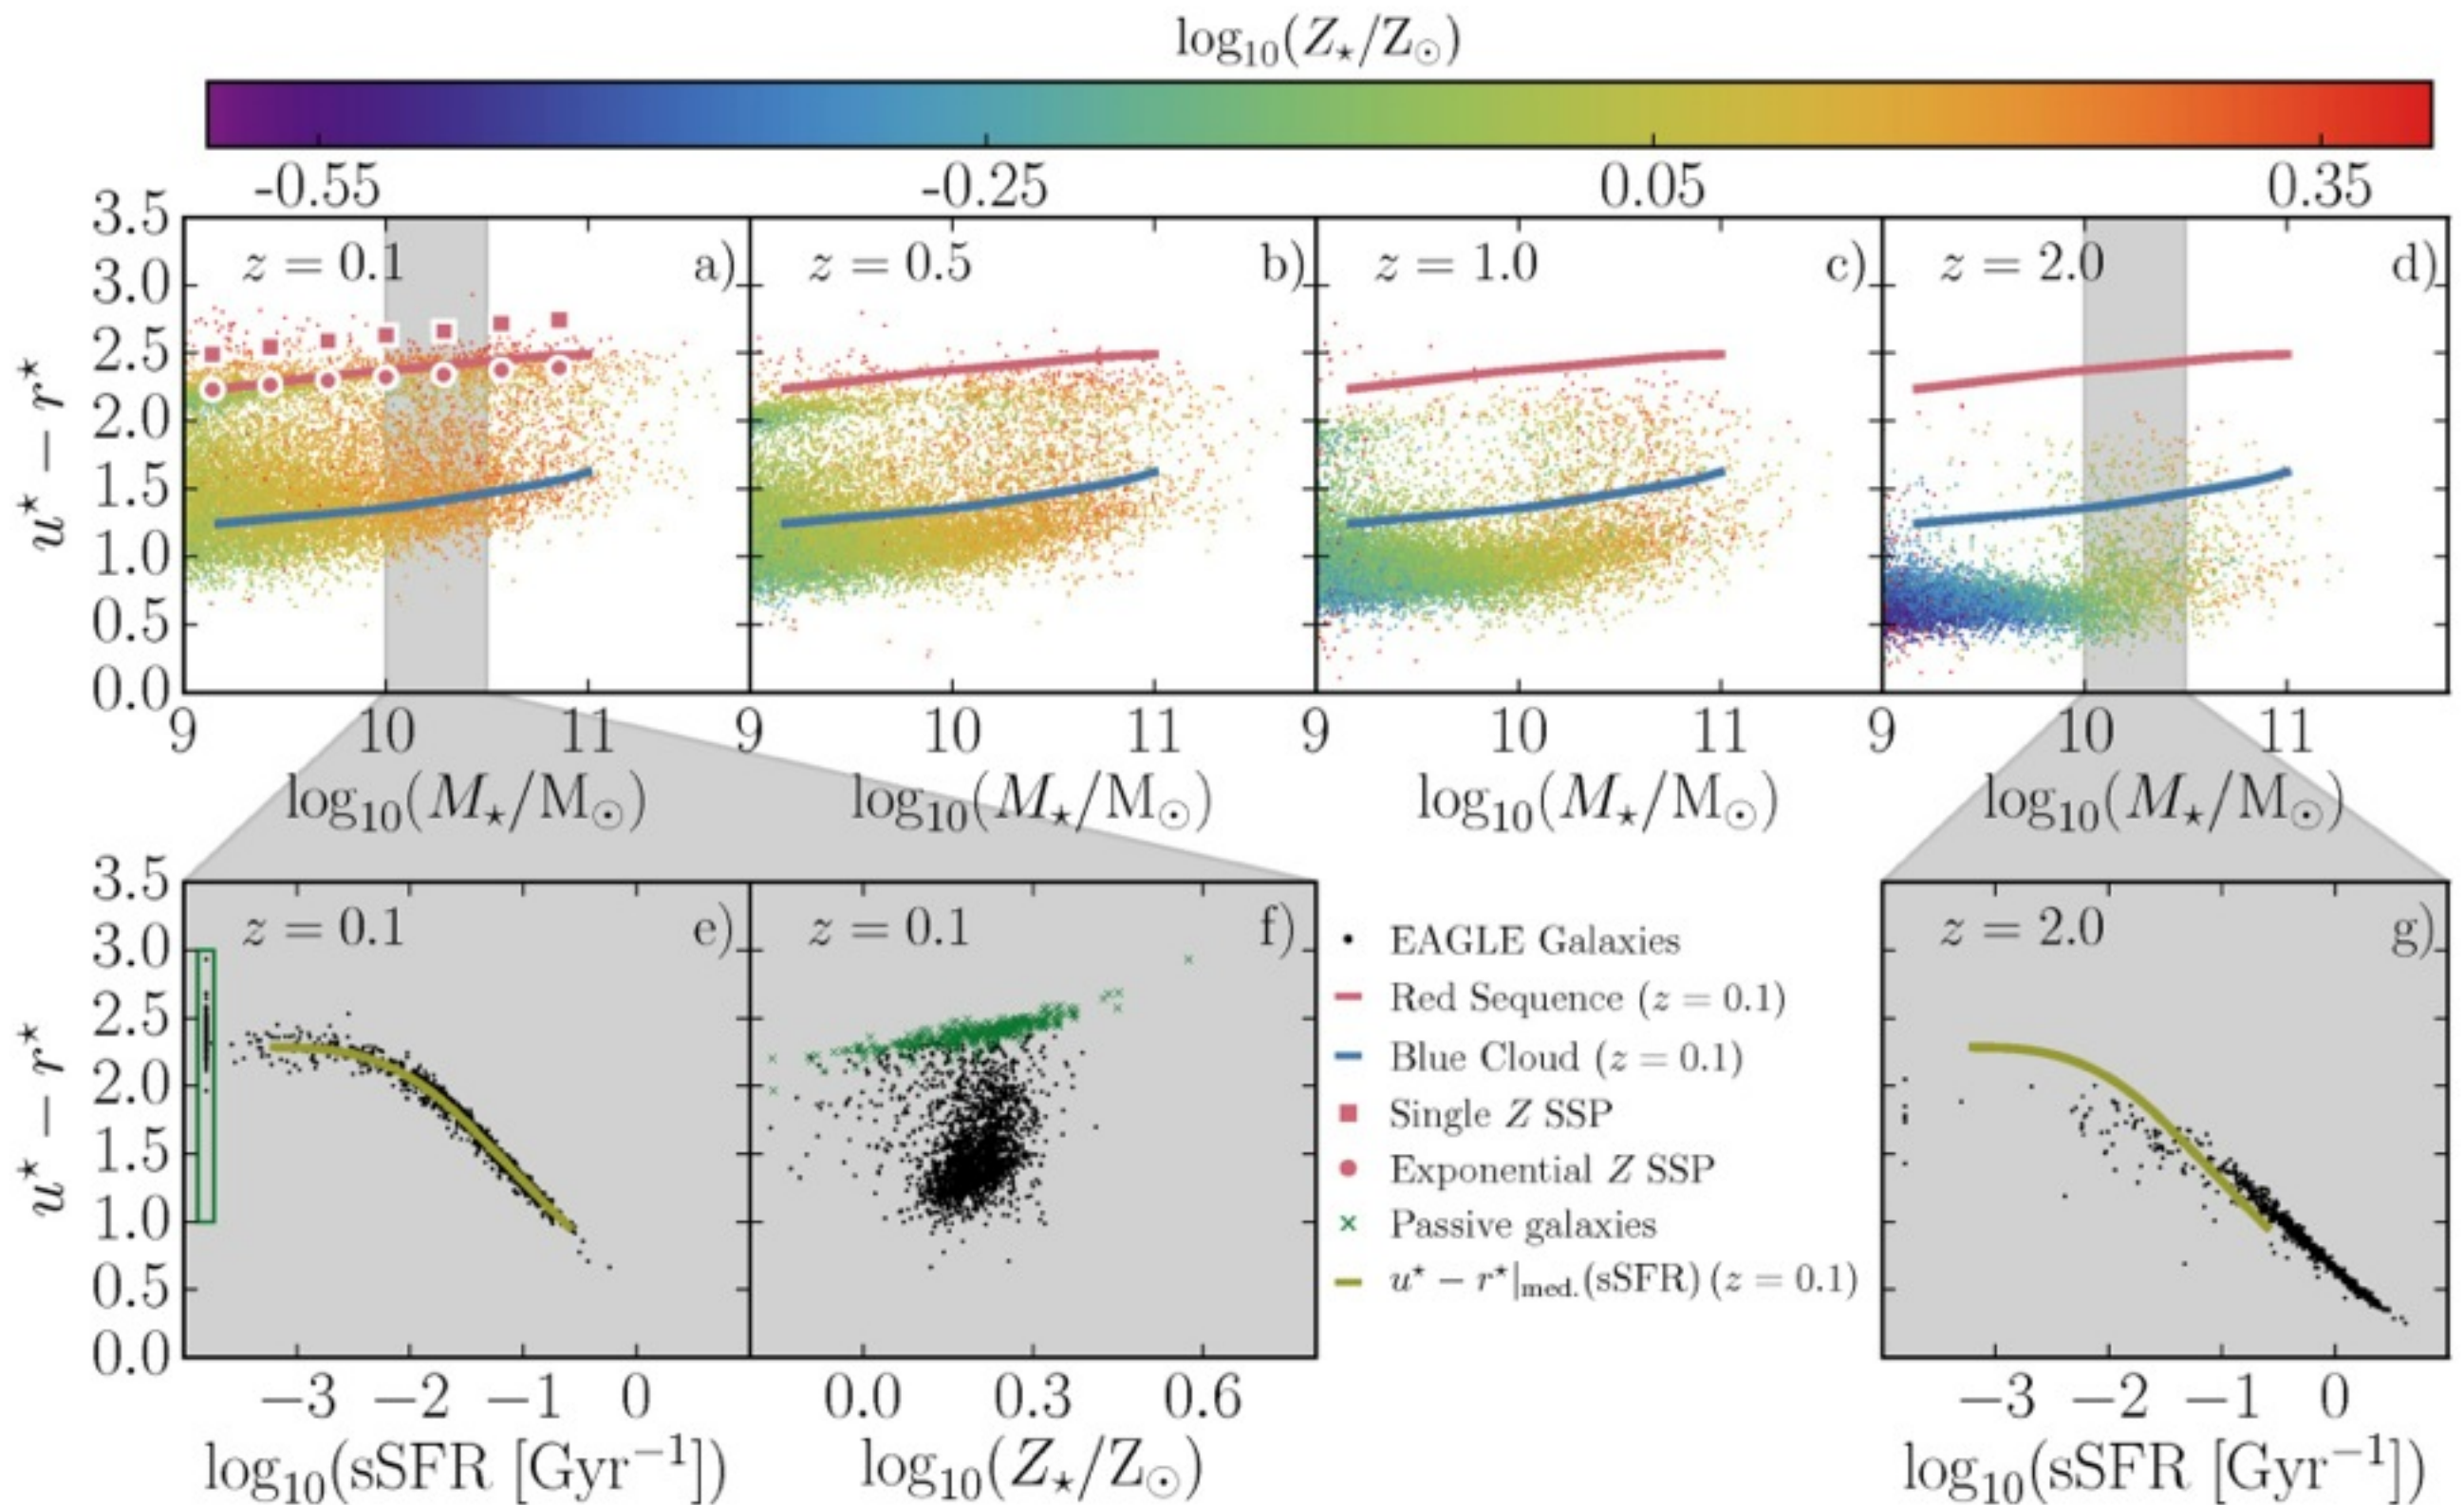 log₁₀(Z⋆/Z⊙)
-0.55 -0.25 0.05 0.35
u⋆ − r⋆
3.5
3.0
2.5
2.0
1.5
1.0
0.5
0.0
z = 0.1 a)
z = 0.5 b)
z = 1.0 c)
z = 2.0 d)
9 10 11
9 10 11
9 10 11
9 10 11
log₁₀(M⋆/M⊙)
log₁₀(M⋆/M⊙)
log₁₀(M⋆/M⊙)
log₁₀(M⋆/M⊙)
u⋆ − r⋆
3.5
3.0
2.5
2.0
1.5
1.0
0.5
0.0
z = 0.1 e)
z = 0.1 f)
EAGLE Galaxies
Red Sequence (z = 0.1)
Blue Cloud (z = 0.1)
Single Z SSP
Exponential Z SSP
Passive galaxies
u⋆ − r⋆|med.(sSFR) (z = 0.1)
z = 2.0 g)
−3 −2 −1 0
0.0 0.3 0.6
−3 −2 −1 0
log₁₀(sSFR [Gyr⁻¹])
log₁₀(Z⋆/Z⊙)
log₁₀(sSFR [Gyr⁻¹])